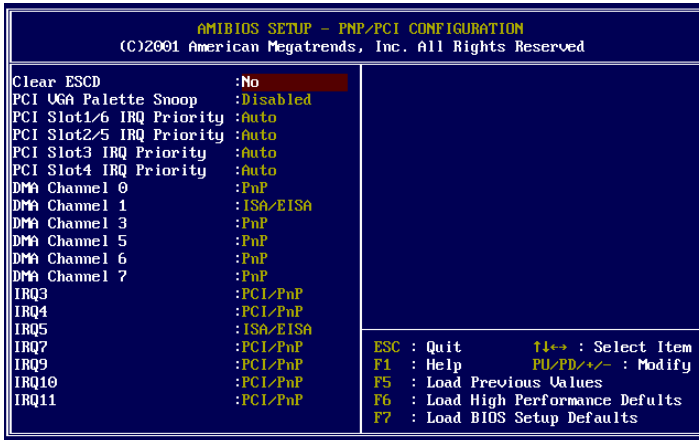 AMIBIOS SETUP - PNP/PCI CONFIGURATION
(C)2001 American Megatrends, Inc. All Rights Reserved
Clear ESCD :No
PCI VGA Palette Snoop :Disabled
PCI Slot1/6 IRQ Priority :Auto
PCI Slot2/5 IRQ Priority :Auto
PCI Slot3 IRQ Priority :Auto
PCI Slot4 IRQ Priority :Auto
DMA Channel 0 :PnP
DMA Channel 1 :ISA/EISA
DMA Channel 3 :PnP
DMA Channel 5 :PnP
DMA Channel 6 :PnP
DMA Channel 7 :PnP
IRQ3 :PCI/PnP
IRQ4 :PCI/PnP
IRQ5 :ISA/EISA
IRQ7 :PCI/PnP
IRQ9 :PCI/PnP
IRQ10 :PCI/PnP
IRQ11 :PCI/PnP
ESC : Quit ↑↓←→ : Select Item
F1 : Help PU/PD/+/- : Modify
F5 : Load Previous Values
F6 : Load High Performance Defults
F7 : Load BIOS Setup Defaults